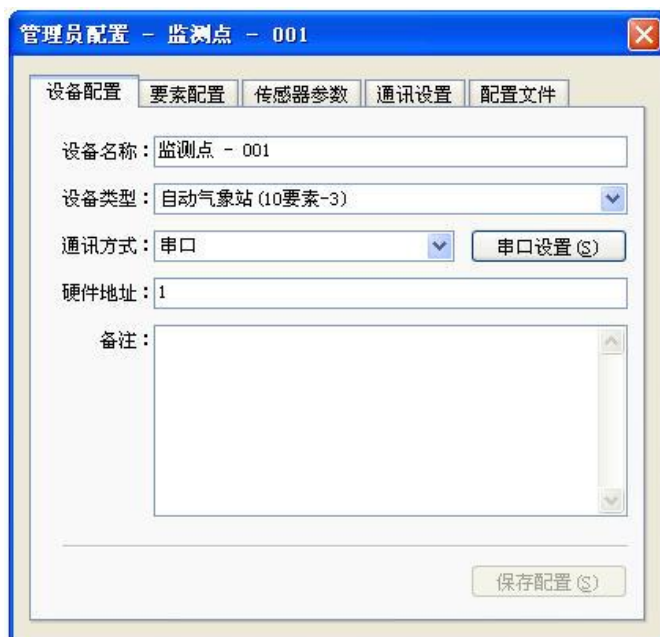 管理员配置 - 监测点 - 001
设备配置 要素配置 传感器参数 通讯设置 配置文件
设备名称：监测点 - 001
设备类型：自动气象站(10要素-3)
通讯方式：串口 串口设置(S)
硬件地址：1
备注：
保存配置(S)